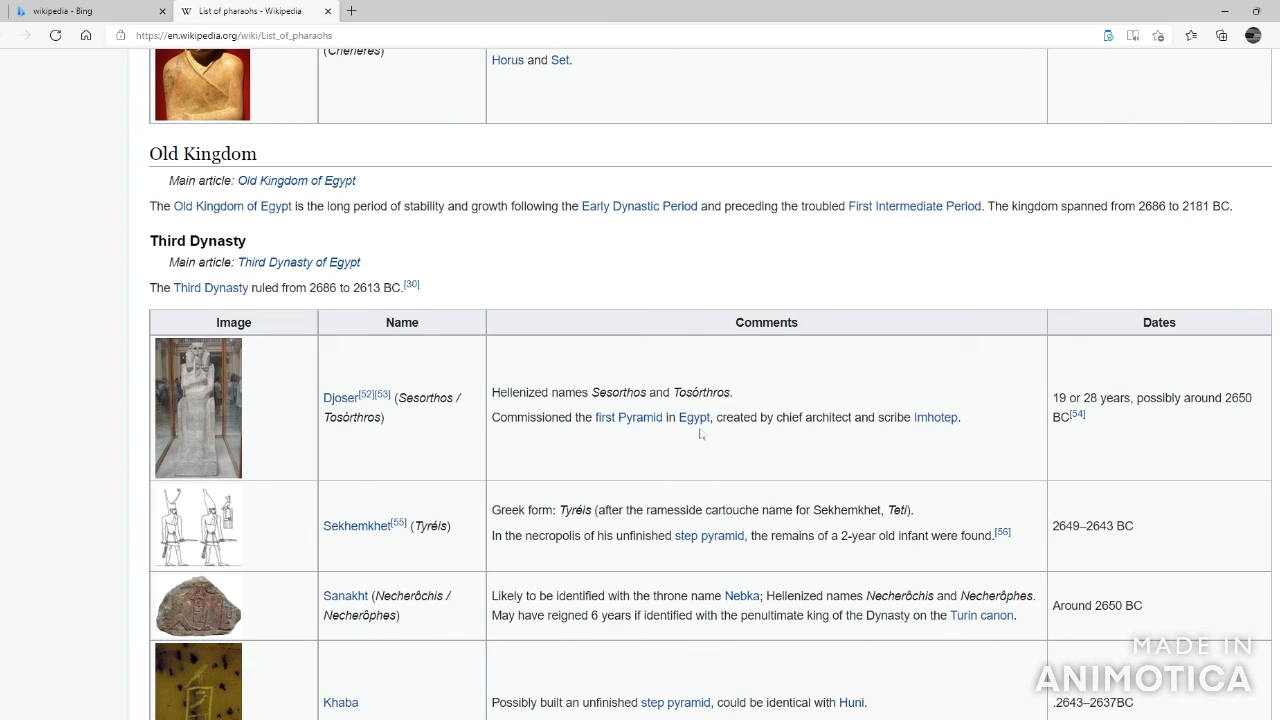 wikipedia - Bing
List of pharaohs - Wikipedia
https://en.wikipedia.org/wiki/List_of_pharaohs
(Cheneres)
Horus and Set.
Old Kingdom
Main article: Old Kingdom of Egypt
The Old Kingdom of Egypt is the long period of stability and growth following the Early Dynastic Period and preceding the troubled First Intermediate Period. The kingdom spanned from 2686 to 2181 BC.
Third Dynasty
Main article: Third Dynasty of Egypt
The Third Dynasty ruled from 2686 to 2613 BC.[30]
Image Name Comments Dates
Djoser[52][53] (Sesorthos /
Tosórthros)
Hellenized names Sesorthos and Tosórthros.
Commissioned the first Pyramid in Egypt, created by chief architect and scribe Imhotep.
19 or 28 years, possibly around 2650
BC[54]
Sekhemkhet[55] (Tyréis)
Greek form: Tyréis (after the ramesside cartouche name for Sekhemkhet, Teti).
In the necropolis of his unfinished step pyramid, the remains of a 2-year old infant were found.[56]
2649–2643 BC
Sanakht (Necherôchis /
Necherôphes)
Likely to be identified with the throne name Nebka; Hellenized names Necherôchis and Necherôphes.
May have reigned 6 years if identified with the penultimate king of the Dynasty on the Turin canon.
Around 2650 BC
Khaba
Possibly built an unfinished step pyramid, could be identical with Huni.
.2643–2637BC
MADE IN
ANIMOTICA